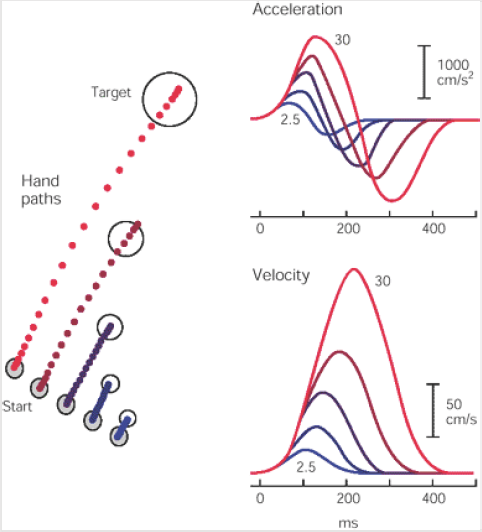 Target
Hand
paths
Start
Acceleration
30
1000
cm/s²
2.5
0 200 400
Velocity
30
50
cm/s
2.5
0 200 400
ms